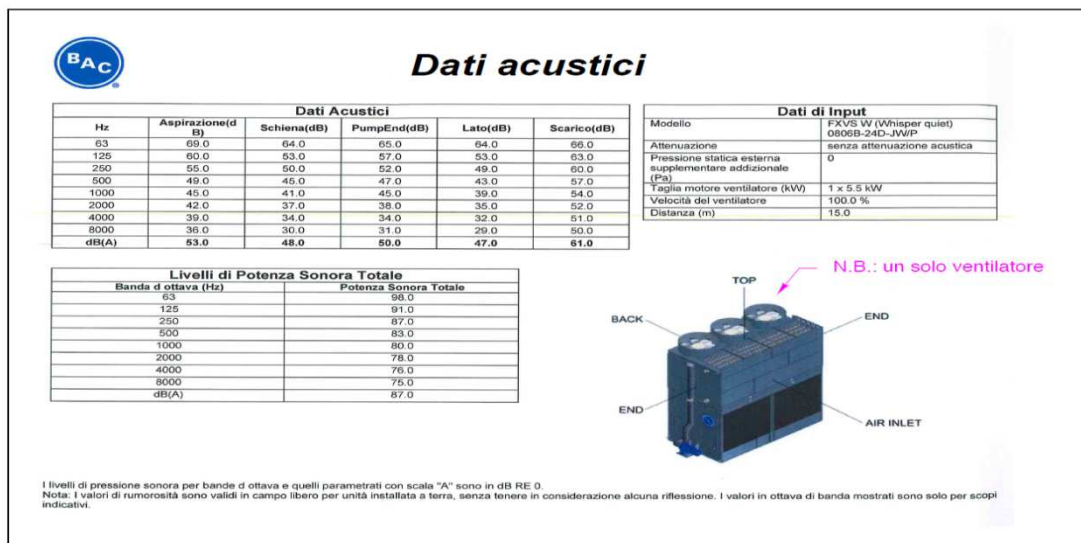 BAC
Dati acustici
Dati Acustici
Hz Aspirazione(d Schiena(dB) PumpEnd(dB) Lato(dB) Scarico(dB)
B)
63 69.0 64.0 65.0 64.0 66.0
125 60.0 53.0 57.0 53.0 63.0
250 55.0 50.0 52.0 49.0 60.0
500 49.0 45.0 47.0 43.0 57.0
1000 45.0 41.0 45.0 39.0 54.0
2000 42.0 37.0 38.0 35.0 52.0
4000 39.0 34.0 34.0 32.0 51.0
8000 36.0 30.0 31.0 29.0 50.0
dB(A) 53.0 48.0 50.0 47.0 61.0
Dati di Input
Modello FXVS W (Whisper quiet)
0806B-24D-JW/P
Attenuazione senza attenuazione acustica
Pressione statica esterna 0
supplementare addizionale
(Pa)
Taglia motore ventilatore (kW) 1 x 5.5 kW
Velocità del ventilatore 100.0 %
Distanza (m) 15.0
Livelli di Potenza Sonora Totale
Banda d ottava (Hz) Potenza Sonora Totale
63 98.0
125 91.0
250 87.0
500 83.0
1000 80.0
2000 78.0
4000 76.0
8000 75.0
dB(A) 87.0
N.B.: un solo ventilatore
TOP
BACK
END
END
AIR INLET
I livelli di pressione sonora per bande d ottava e quelli parametrati con scala "A" sono in dB RE 0.
Nota: I valori di rumorosità sono validi in campo libero per unità installata a terra, senza tenere in considerazione alcuna riflessione. I valori in ottava di banda mostrati sono solo per scopi
indicativi.